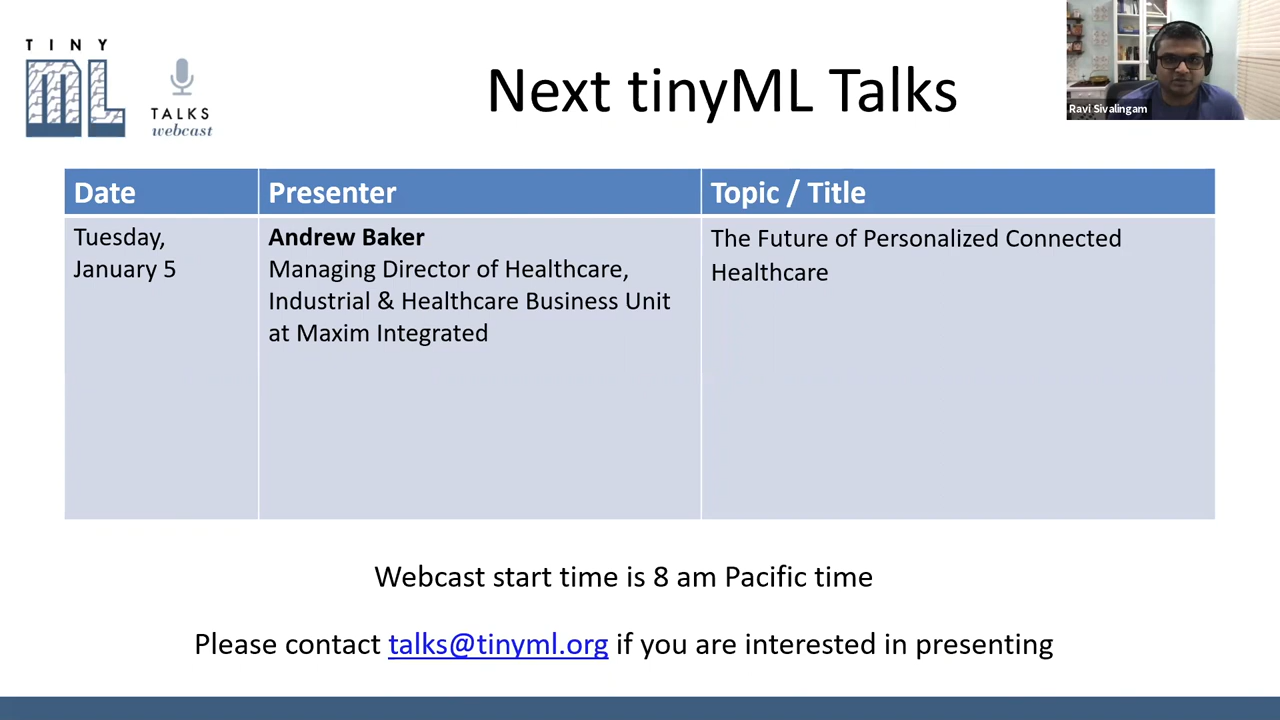 TINY
ML
TALKS
webcast
Next tinyML Talks
Ravi Sivalingam
Date
Presenter
Topic / Title
Tuesday,
January 5
Andrew Baker
Managing Director of Healthcare,
Industrial & Healthcare Business Unit
at Maxim Integrated
The Future of Personalized Connected
Healthcare
Webcast start time is 8 am Pacific time
Please contact talks@tinyml.org if you are interested in presenting